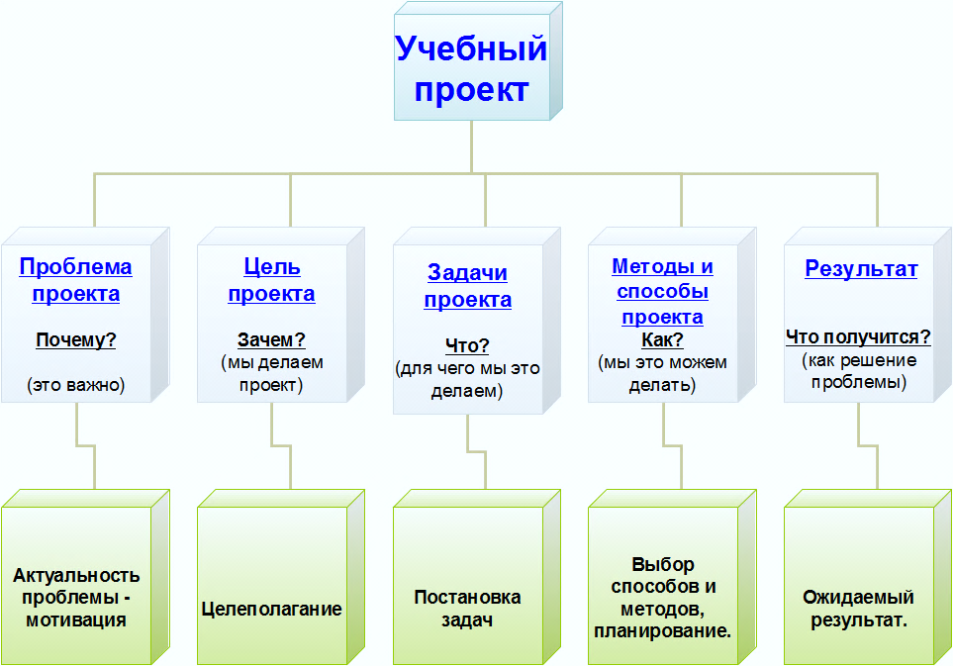 Учебный
проект
Проблема
проекта
Почему?
(это важно)
Цель
проекта
Зачем?
(мы делаем
проект)
Задачи
проекта
Что?
(для чего мы это
делаем)
Методы и
способы
проекта
Как?
(мы это можем
делать)
Результат
Что получится?
(как решение
проблемы)
Актуальность
проблемы -
мотивация
Целеполагание
Постановка
задач
Выбор
способов и
методов,
планирование.
Ожидаемый
результат.